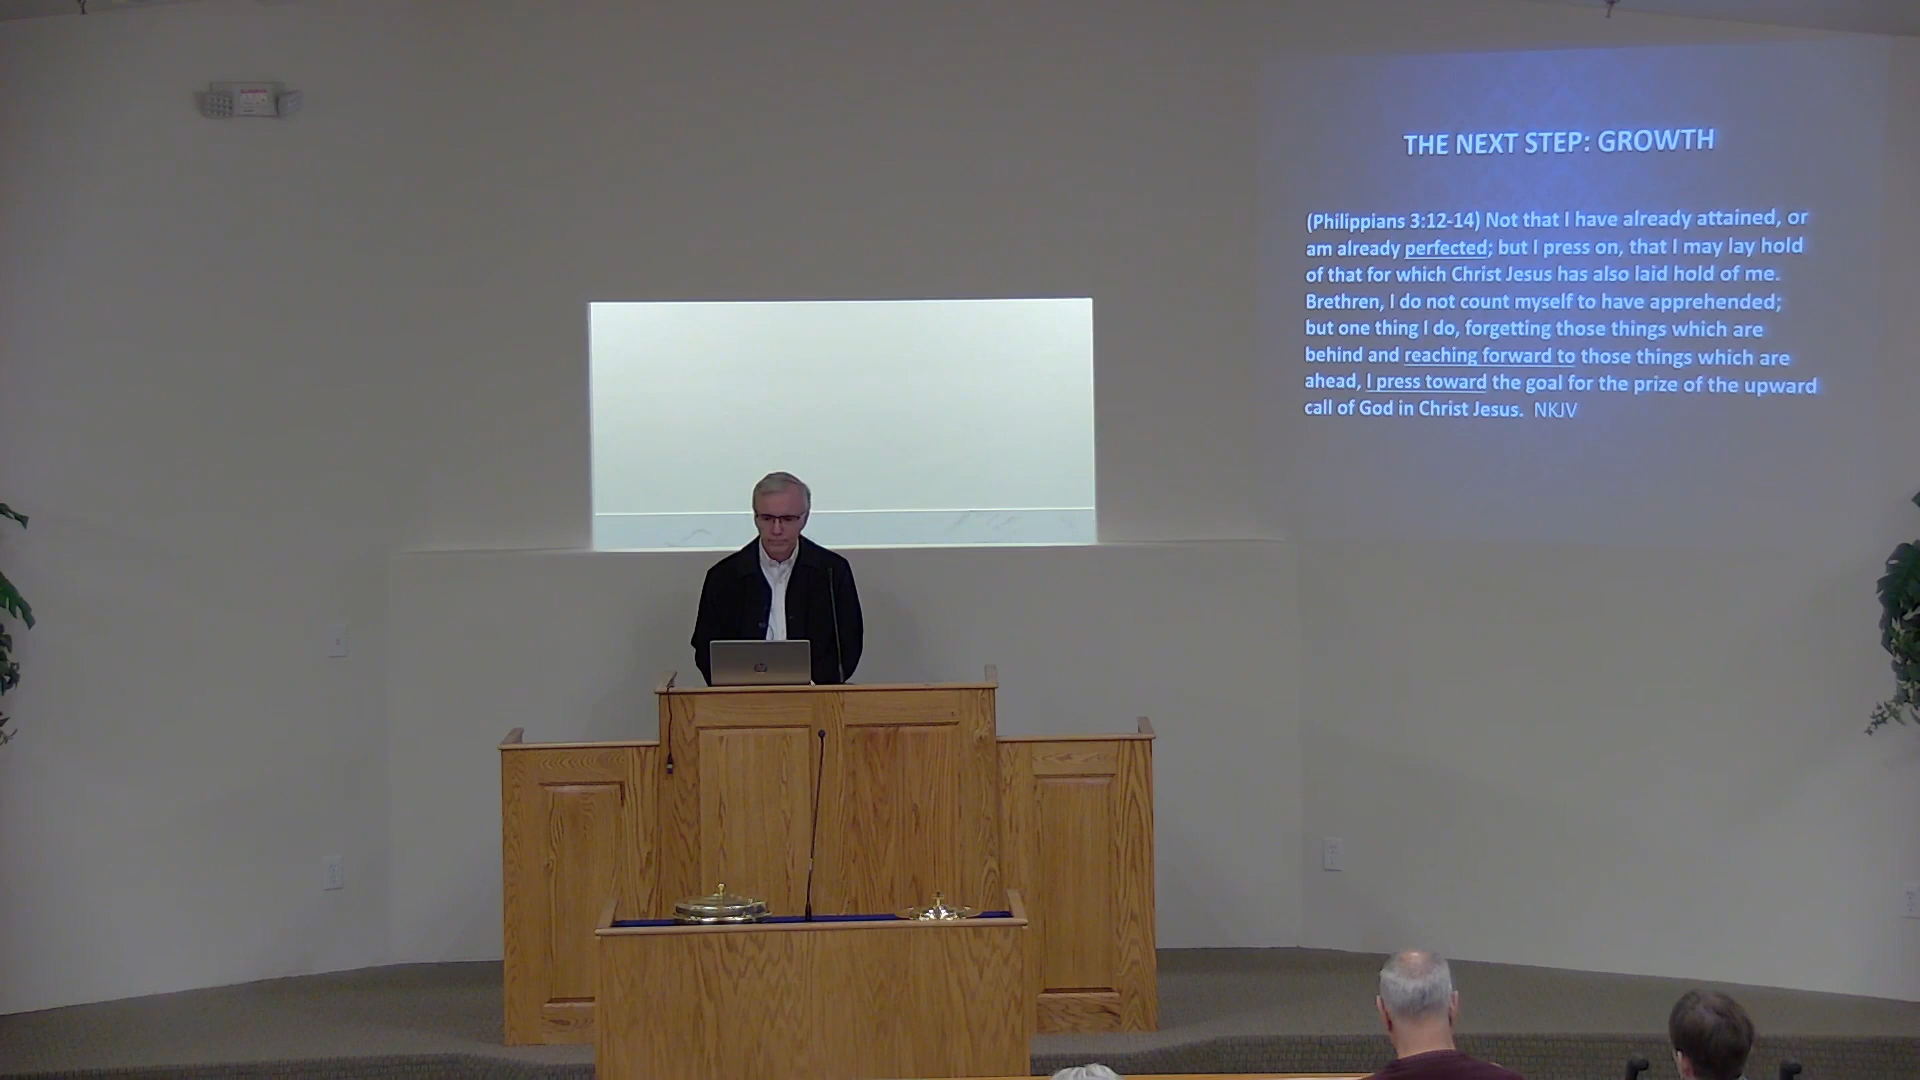 THE NEXT STEP: GROWTH
(Philippians 3:12-14) Not that I have already attained, or
am already perfected; but I press on, that I may lay hold
of that for which Christ Jesus has also laid hold of me.
Brethren, I do not count myself to have apprehended;
but one thing I do, forgetting those things which are
behind and reaching forward to those things which are
ahead, I press toward the goal for the prize of the upward
call of God in Christ Jesus. NKJV
hp